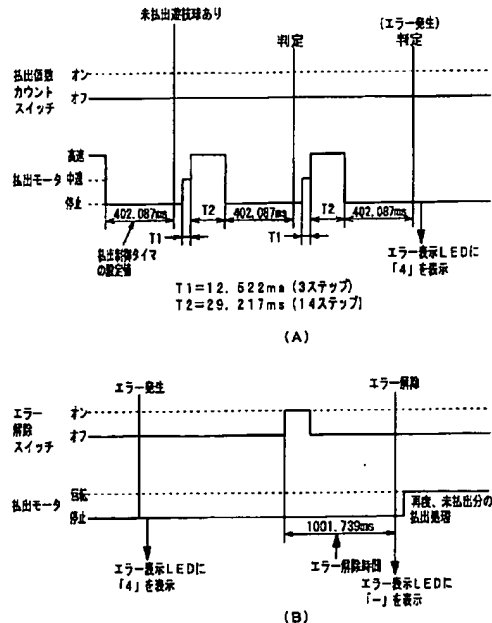 未払出遊技球あり
判定
(エラー発生)
判定
払出個数
カウント
スイッチ
オン
オフ
高速
払出モータ 中速
停止
402.087ms
T2
402.087ms
T2
402.087ms
T1
T1
払出制御タイマ
の設定値
エラー表示LEDに
「4」を表示
T1=12.522ms (3ステップ)
T2=29.217ms (14ステップ)
(A)
エラー発生
エラー解除
エラー
解除
スイッチ
オン
オフ
回転
払出モータ
停止
再度、未払出分の
払出処理
1001.739ms
エラー表示LEDに
「4」を表示
エラー解除時間
エラー表示LEDに
「-」を表示
(B)